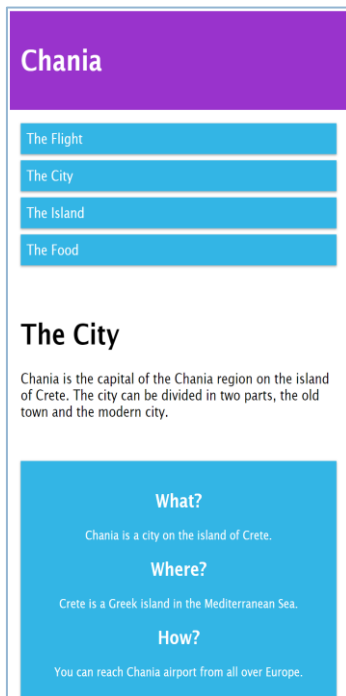 Chania
The Flight
The City
The Island
The Food
The City
Chania is the capital of the Chania region on the island
of Crete. The city can be divided in two parts, the old
town and the modern city.
What?
Chania is a city on the island of Crete.
Where?
Crete is a Greek island in the Mediterranean Sea.
How?
You can reach Chania airport from all over Europe.